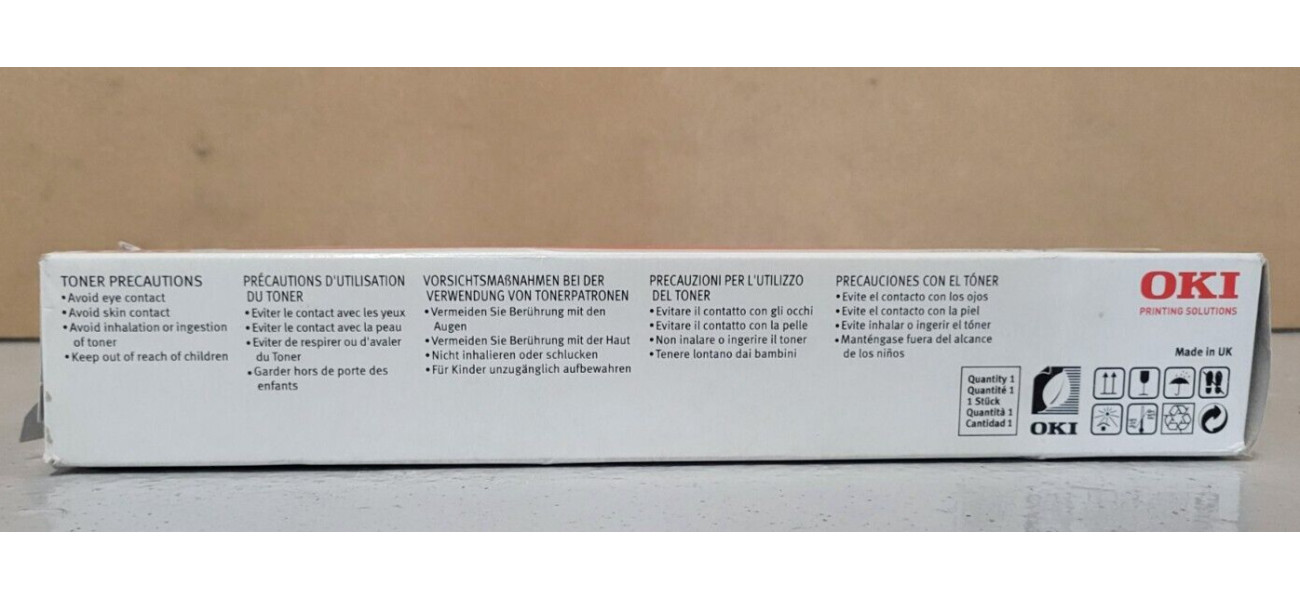 TONER PRECAUTIONS
• Avoid eye contact
• Avoid skin contact
• Avoid inhalation or ingestion
of toner
• Keep out of reach of children
PRÉCAUTIONS D'UTILISATION
DU TONER
• Eviter le contact avec les yeux
• Eviter le contact avec la peau
• Eviter de respirer ou d'avaler
du Toner
• Garder hors de porte des
enfants
VORSICHTSMAßNAHMEN BEI DER
VERWENDUNG VON TONERPATRONEN
• Vermeiden Sie Berührung mit den
Augen
• Vermeiden Sie Berührung mit der Haut
• Nicht inhalieren oder schlucken
• Für Kinder unzugänglich aufbewahren
PRECAUZIONI PER L'UTILIZZO
DEL TONER
• Evitare il contatto con gli occhi
• Evitare il contatto con la pelle
• Non inalare o ingerire il toner
• Tenere lontano dai bambini
PRECAUCIONES CON EL TÓNER
• Evite el contacto con los ojos
• Evite el contacto con la piel
• Evite inhalar o ingerir el tóner
• Manténgase fuera del alcance
de los niños
OKI
PRINTING SOLUTIONS
Made in UK
Quantity 1
Quantité 1
1 Stück
Quantità 1
Cantidad 1
OKI